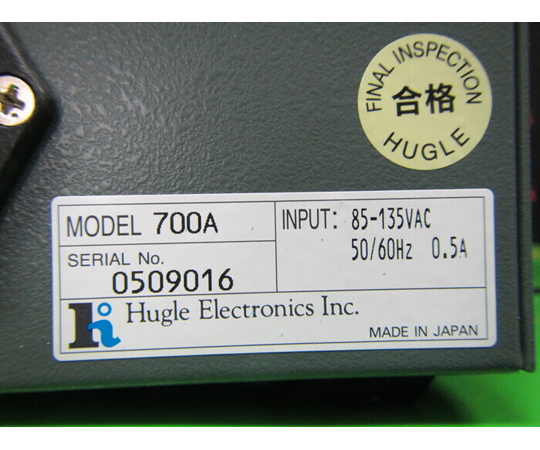 FINAL INSPECTION
合格
HUGLE
MODEL 700A
SERIAL No.
0509016
INPUT: 85-135VAC
50/60Hz 0.5A
Hugle Electronics Inc.
MADE IN JAPAN